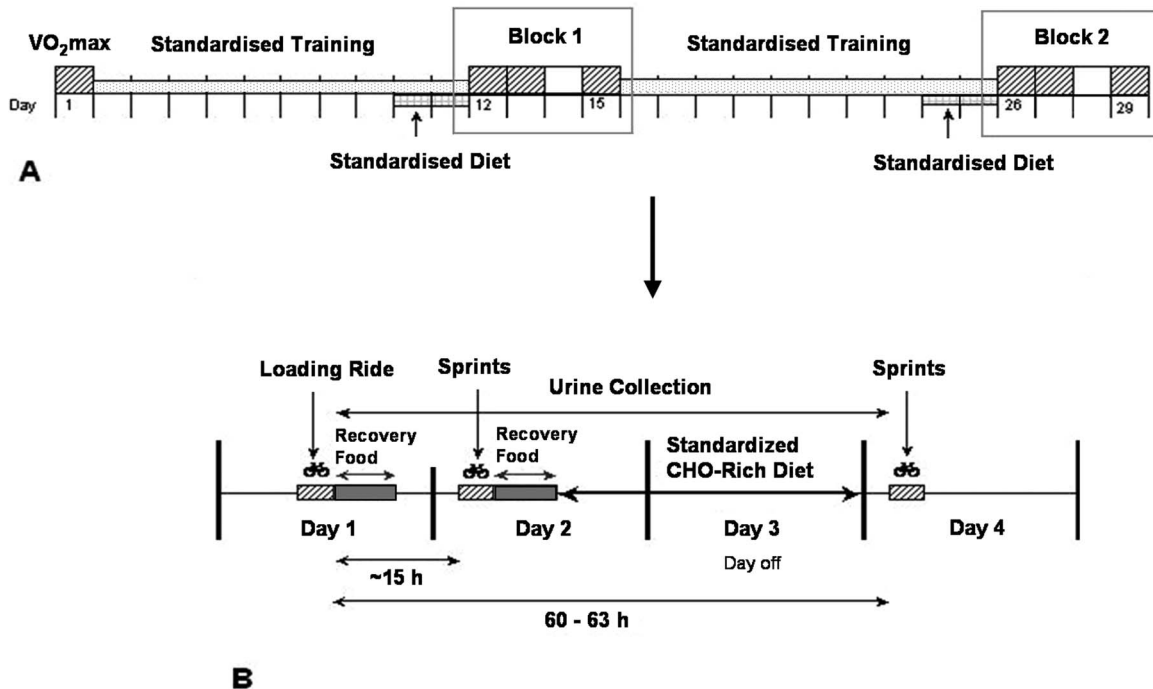 VO2max
Standardised Training
Block 1
Standardised Training
Block 2
Day
1
12
15
26
29
Standardised Diet
Standardised Diet
A
Loading Ride
Sprints
Sprints
Urine Collection
Recovery
Food
Recovery
Food
Standardized
CHO-Rich Diet
Day 1
Day 2
Day 3
Day 4
Day off
~15 h
60 - 63 h
B